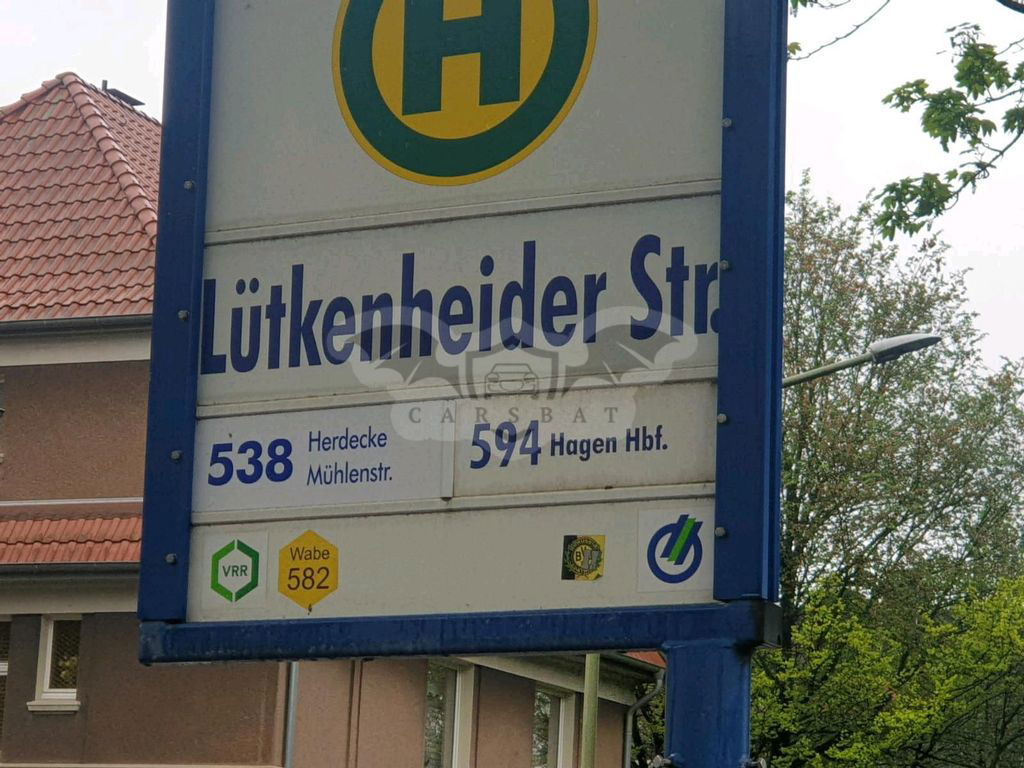 H
Lütkenheider Str.
CARSBAT
538 Herdecke
Mühlenstr.
594 Hagen Hbf.
VRR
Wabe
582